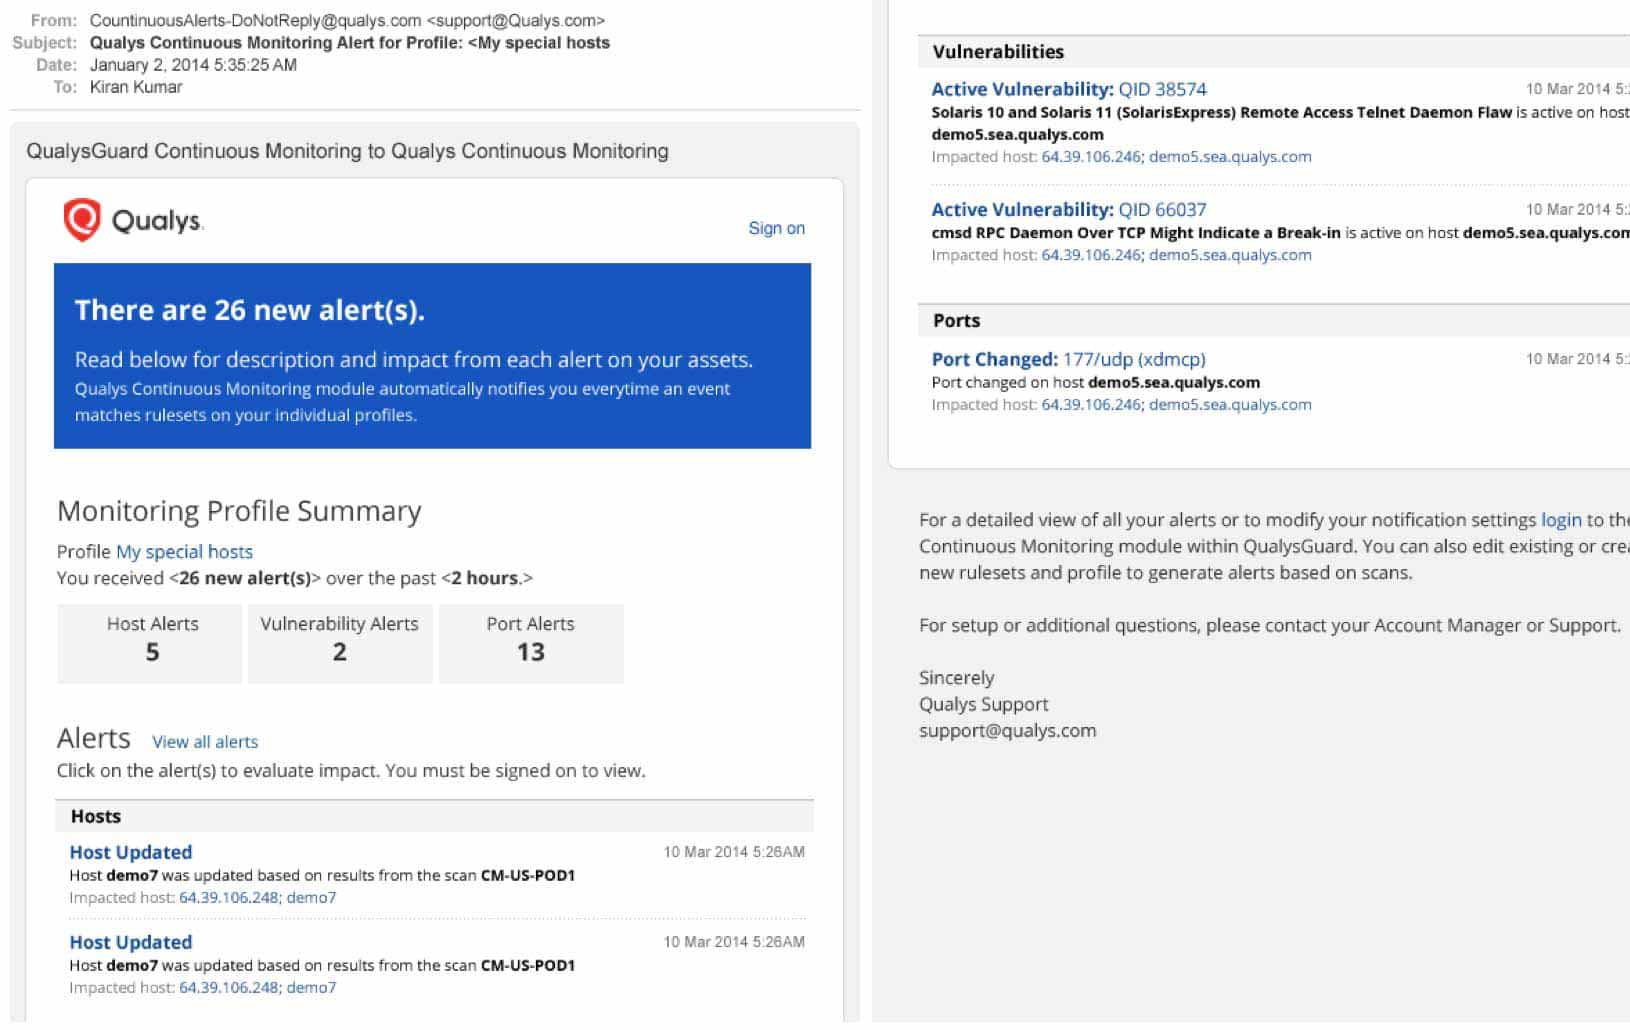 From: CountinuousAlerts-DoNotReply@qualys.com <support@Qualys.com>
Subject: Qualys Continuous Monitoring Alert for Profile: <My special hosts
Date: January 2, 2014 5:35:25 AM
To: Kiran Kumar
QualysGuard Continuous Monitoring to Qualys Continuous Monitoring
Qualys.
Sign on
There are 26 new alert(s).
Read below for description and impact from each alert on your assets.
Qualys Continuous Monitoring module automatically notifies you everytime an event
matches rulesets on your individual profiles.
Monitoring Profile Summary
Profile My special hosts
You received <26 new alert(s)> over the past <2 hours.>
Host Alerts
5
Vulnerability Alerts
2
Port Alerts
13
Alerts View all alerts
Click on the alert(s) to evaluate impact. You must be signed on to view.
Hosts
Host Updated 10 Mar 2014 5:26AM
Host demo7 was updated based on results from the scan CM-US-POD1
Impacted host: 64.39.106.248; demo7
Host Updated 10 Mar 2014 5:26AM
Host demo7 was updated based on results from the scan CM-US-POD1
Impacted host: 64.39.106.248; demo7
Vulnerabilities
Active Vulnerability: QID 38574 10 Mar 2014 5:
Solaris 10 and Solaris 11 (SolarisExpress) Remote Access Telnet Daemon Flaw is active on host
demo5.sea.qualys.com
Impacted host: 64.39.106.246; demo5.sea.qualys.com
Active Vulnerability: QID 66037 10 Mar 2014 5:
cmsd RPC Daemon Over TCP Might Indicate a Break-in is active on host demo5.sea.qualys.com
Impacted host: 64.39.106.246; demo5.sea.qualys.com
Ports
Port Changed: 177/udp (xdmcp) 10 Mar 2014 5:
Port changed on host demo5.sea.qualys.com
Impacted host: 64.39.106.246; demo5.sea.qualys.com
For a detailed view of all your alerts or to modify your notification settings login to the
Continuous Monitoring module within QualysGuard. You can also edit existing or crea
new rulesets and profile to generate alerts based on scans.
For setup or additional questions, please contact your Account Manager or Support.
Sincerely
Qualys Support
support@qualys.com